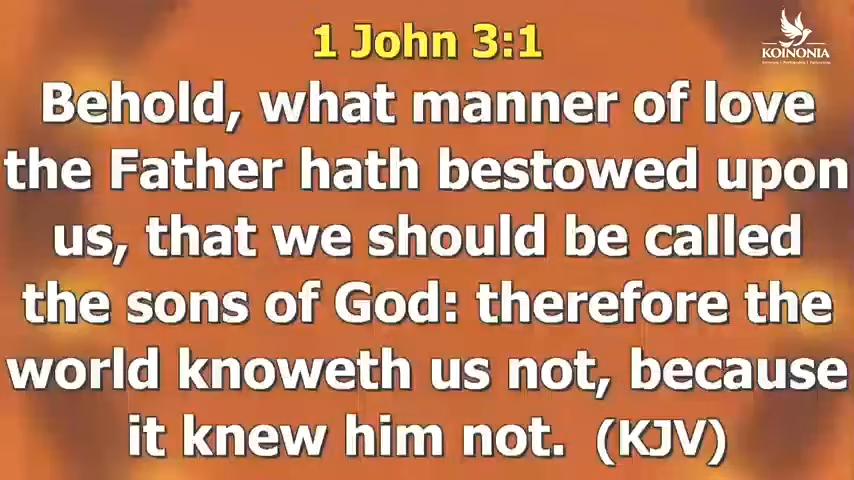 1 John 3:1
KOINONIA
Behold, what manner of love
the Father hath bestowed upon
us, that we should be called
the sons of God: therefore the
world knoweth us not, because
it knew him not. (KJV)